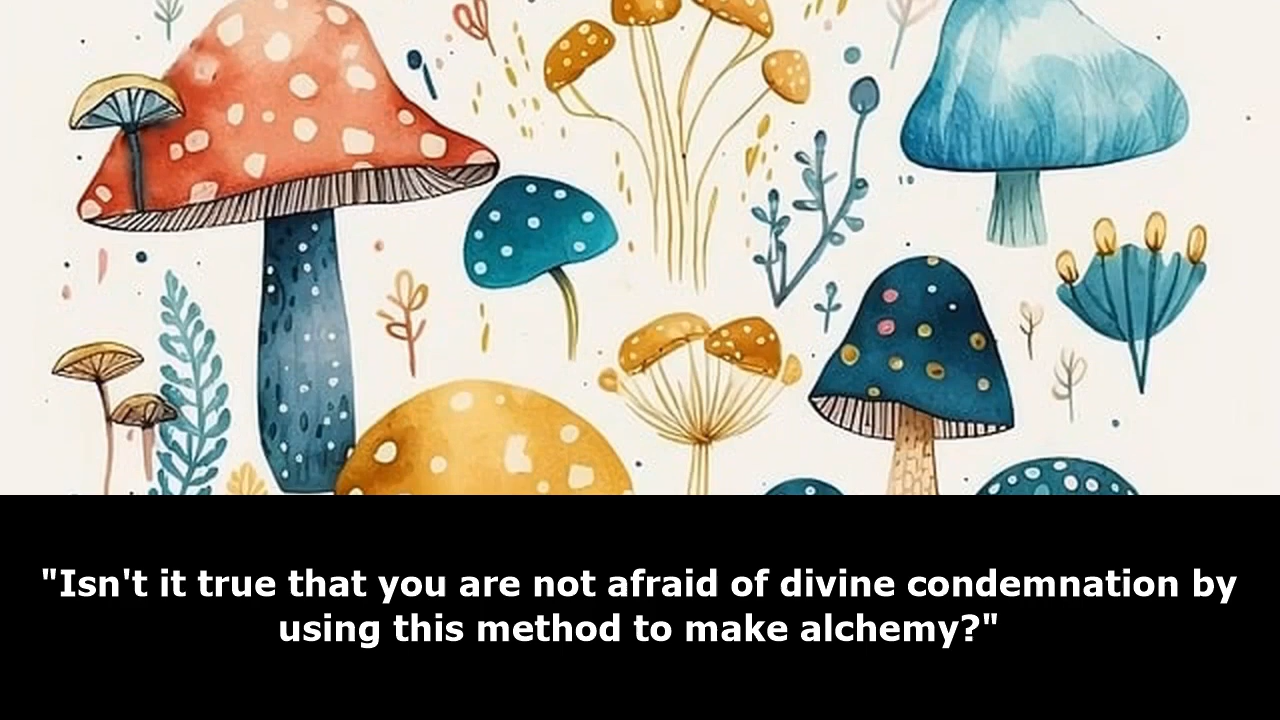 "Isn't it true that you are not afraid of divine condemnation by
using this method to make alchemy?"